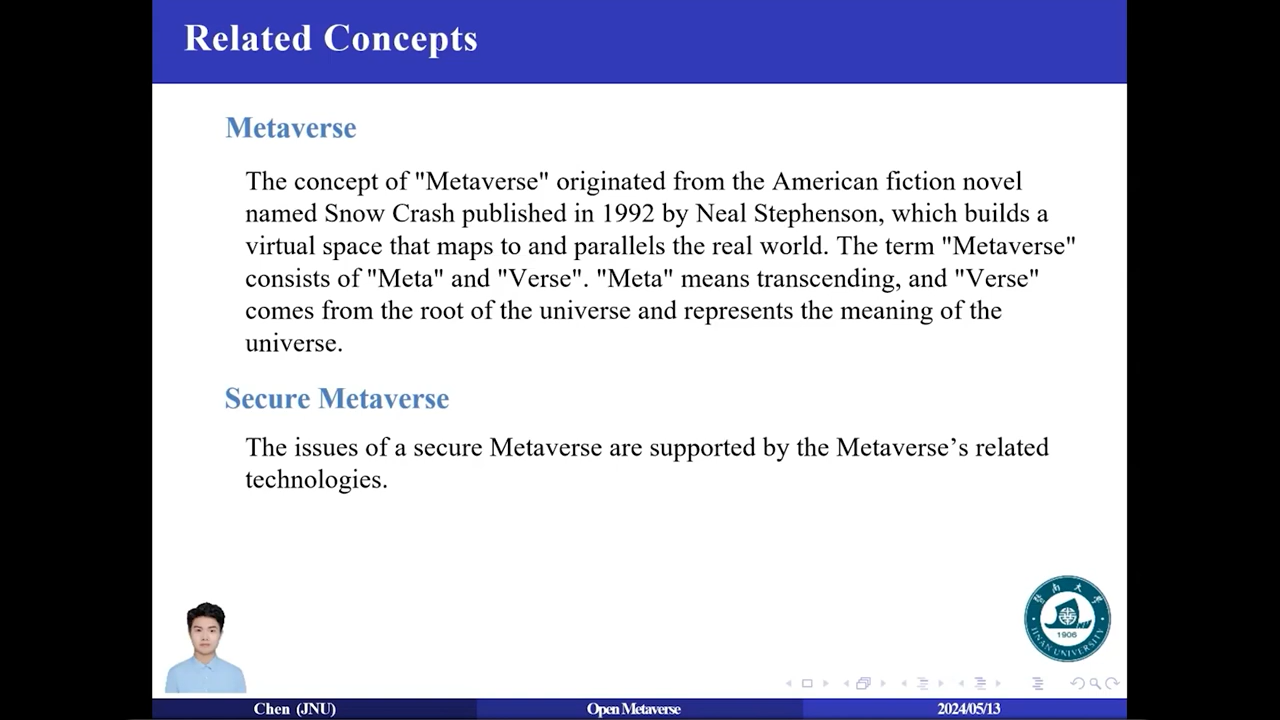 Related Concepts
Metaverse
The concept of "Metaverse" originated from the American fiction novel
named Snow Crash published in 1992 by Neal Stephenson, which builds a
virtual space that maps to and parallels the real world. The term "Metaverse"
consists of "Meta" and "Verse". "Meta" means transcending, and "Verse"
comes from the root of the universe and represents the meaning of the
universe.
Secure Metaverse
The issues of a secure Metaverse are supported by the Metaverse’s related
technologies.
暨南大学
1906
JINAN UNIVERSITY
Chen (JNU)
Open Metaverse
2024/05/13